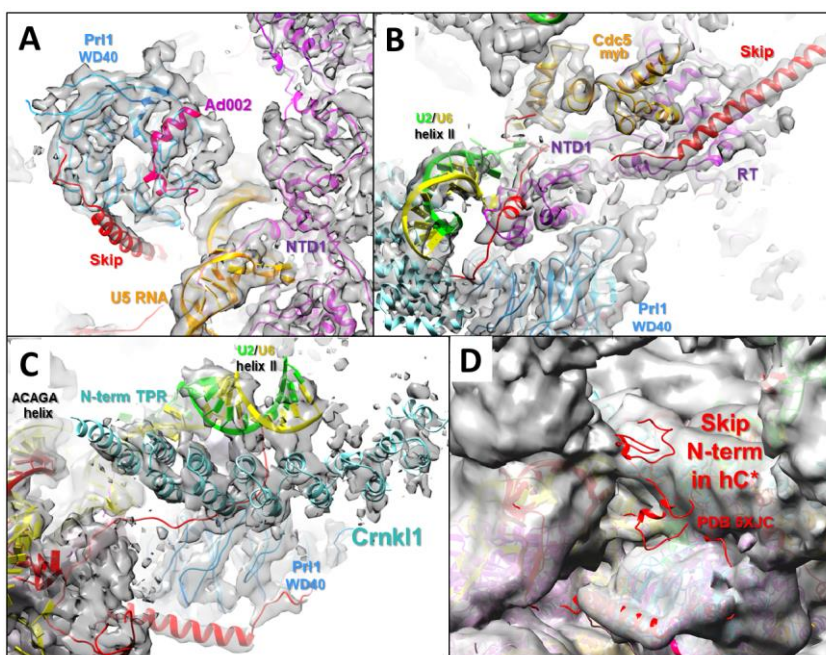 A
Prl1
WD40
Ad002
Skip
NTD1
U5 RNA
B
Cdc5
myb
Skip
U2/U6
helix II
NTD1
RT
Prl1
WD40
C
U2/U6
helix II
ACAGA
helix
N-term TPR
Crnkl1
Prl1
WD40
D
Skip
N-term
in hC*
PDB 5XJC